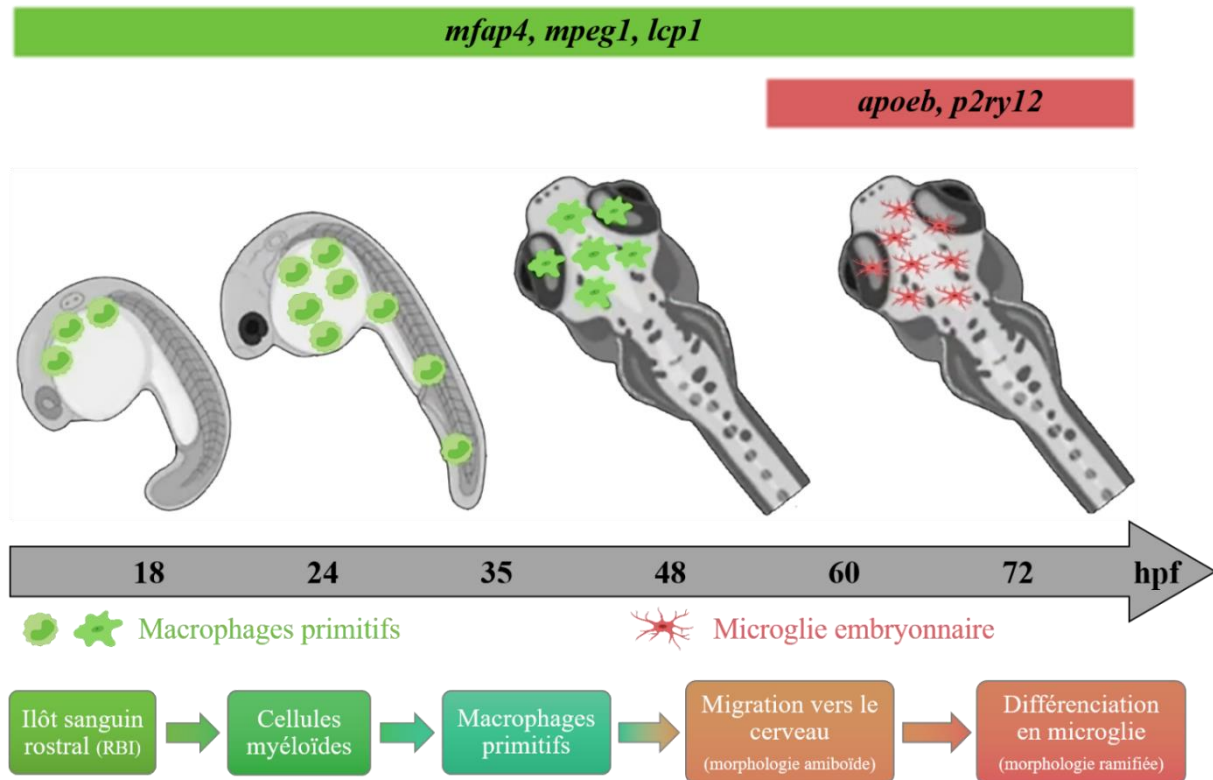 mfap4, mpeg1, lcp1
apoeb, p2ry12
18 24 35 48 60 72 hpf
Macrophages primitifs
Microglie embryonnaire
Ilôt sanguin
rostral (RBI)
Cellules
myéloïdes
Macrophages
primitifs
Migration vers le
cerveau
(morphologie amiboïde)
Différenciation
en microglie
(morphologie ramifiée)